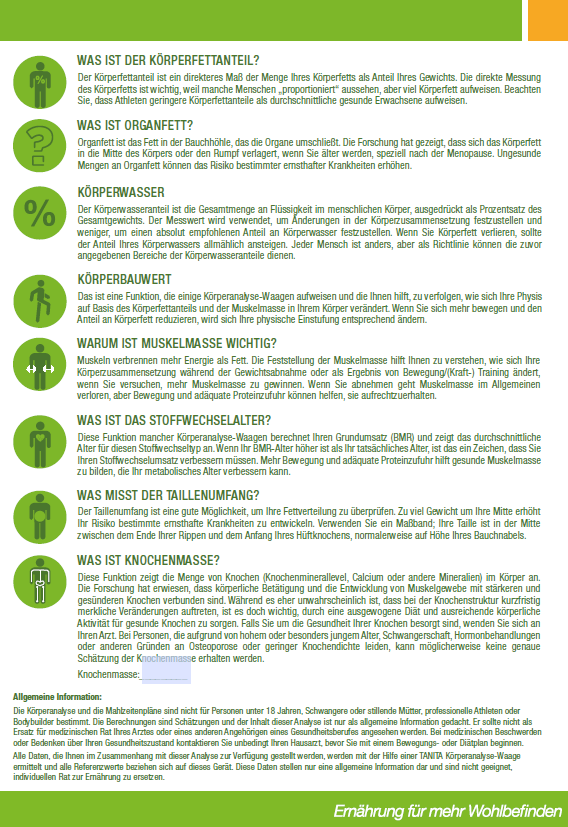 WAS IST DER KÖRPERFETTANTEIL?
Der Körperfettanteil ist ein direkteres Maß der Menge Ihres Körperfetts als Anteil Ihres Gewichts. Die direkte Messung
des Körperfetts ist wichtig, weil manche Menschen „proportioniert" aussehen, aber viel Körperfett aufweisen. Beachten
Sie, dass Athleten geringere Körperfettanteile als durchschnittliche gesunde Erwachsene aufweisen.
WAS IST ORGANFETT?
Organfett ist das Fett in der Bauchhöhle, das die Organe umschließt. Die Forschung hat gezeigt, dass sich das Körperfett
in die Mitte des Körpers oder den Rumpf verlagert, wenn Sie älter werden, speziell nach der Menopause. Ungesunde
Mengen an Organfett können das Risiko bestimmter ernsthafter Krankheiten erhöhen.
%
KÖRPERWASSER
Der Körperwasseranteil ist die Gesamtmenge an Flüssigkeit im menschlichen Körper, ausgedrückt als Prozentsatz des
Gesamtgewichts. Der Messwert wird verwendet, um Änderungen in der Körperzusammensetzung festzustellen und
weniger, um einen absolut empfohlenen Anteil an Körperwasser festzustellen. Wenn Sie Körperfett verlieren, sollte
der Anteil Ihres Körperwassers allmählich ansteigen. Jeder Mensch ist anders, aber als Richtlinie können die zuvor
angegebenen Bereiche der Körperwasseranteile dienen.
KÖRPERBAUWERT
Das ist eine Funktion, die einige Körperanalyse-Waagen aufweisen und die Ihnen hilft, zu verfolgen, wie sich Ihre Physis
auf Basis des Körperfettanteils und der Muskelmasse in Ihrem Körper verändert. Wenn Sie sich mehr bewegen und den
Anteil an Körperfett reduzieren, wird sich Ihre physische Einstufung entsprechend ändern.
WARUM IST MUSKELMASSE WICHTIG?
Muskeln verbrennen mehr Energie als Fett. Die Feststellung der Muskelmasse hilft Ihnen zu verstehen, wie sich Ihre
Körperzusammensetzung während der Gewichtsabnahme oder als Ergebnis von Bewegung/(Kraft-) Training ändert,
wenn Sie versuchen, mehr Muskelmasse zu gewinnen. Wenn Sie abnehmen geht Muskelmasse im Allgemeinen
verloren, aber Bewegung und adäquate Proteinzufuhr können helfen, sie aufrechtzuerhalten.
WAS IST DAS STOFFWECHSELALTER?
Diese Funktion mancher Körperanalyse-Waagen berechnet Ihren Grundumsatz (BMR) und zeigt das durchschnittliche
Alter für diesen Stoffwechseltyp an. Wenn Ihr BMR-Alter höher ist als Ihr tatsächliches Alter, ist das ein Zeichen, dass Sie
Ihren Stoffwechselumsatz verbessern müssen. Mehr Bewegung und adäquate Proteinzufuhr hilft gesunde Muskelmasse
zu bilden, die Ihr metabolisches Alter verbessern kann.
WAS MISST DER TAILLENUMFANG?
Der Taillenumfang ist eine gute Möglichkeit, um Ihre Fettverteilung zu überprüfen. Zu viel Gewicht um Ihre Mitte erhöht
Ihr Risiko bestimmte ernsthafte Krankheiten zu entwickeln. Verwenden Sie ein Maßband; Ihre Taille ist in der Mitte
zwischen dem Ende Ihrer Rippen und dem Anfang Ihres Hüftknochens, normalerweise auf Höhe Ihres Bauchnabels.
WAS IST KNOCHENMASSE?
Diese Funktion zeigt die Menge von Knochen (Knochenminerallevel, Calcium oder andere Mineralien) im Körper an.
Die Forschung hat erwiesen, dass körperliche Betätigung und die Entwicklung von Muskelgewebe mit stärkeren und
gesünderen Knochen verbunden sind. Während es eher unwahrscheinlich ist, dass bei der Knochenstruktur kurzfristig
merkliche Veränderungen auftreten, ist es doch wichtig, durch eine ausgewogene Diät und ausreichende körperliche
Aktivität für gesunde Knochen zu sorgen. Falls Sie um die Gesundheit Ihrer Knochen besorgt sind, wenden Sie sich an
Ihren Arzt. Bei Personen, die aufgrund von hohem oder besonders jungem Alter, Schwangerschaft, Hormonbehandlungen
oder anderen Gründen an Osteoporose oder geringer Knochendichte leiden, kann möglicherweise keine genaue
Schätzung der Knochenmasse erhalten werden.
Knochenmasse:__________
Allgemeine Information:
Die Körperanalyse und die Mahlzeitenpläne sind nicht für Personen unter 18 Jahren, Schwangere oder stillende Mütter, professionelle Athleten oder
Bodybuilder bestimmt. Die Berechnungen sind Schätzungen und der Inhalt dieser Analyse ist nur als allgemeine Information gedacht. Er sollte nicht als
Ersatz für medizinischen Rat Ihres Arztes oder eines anderen Angehörigen eines Gesundheitsberufes angesehen werden. Bei medizinischen Beschwerden
oder Bedenken über Ihren Gesundheitszustand kontaktieren Sie unbedingt Ihren Hausarzt, bevor Sie mit einem Bewegungs- oder Diätplan beginnen.
Alle Daten, die Ihnen im Zusammenhang mit dieser Analyse zur Verfügung gestellt werden, werden mit der Hilfe einer TANITA Körperanalyse-Waage
ermittelt und alle Referenzwerte beziehen sich auf dieses Gerät. Diese Daten stellen nur eine allgemeine Information dar und sind nicht geeignet,
individuellen Rat zur Ernährung zu ersetzen.
Ernährung für mehr Wohlbefinden